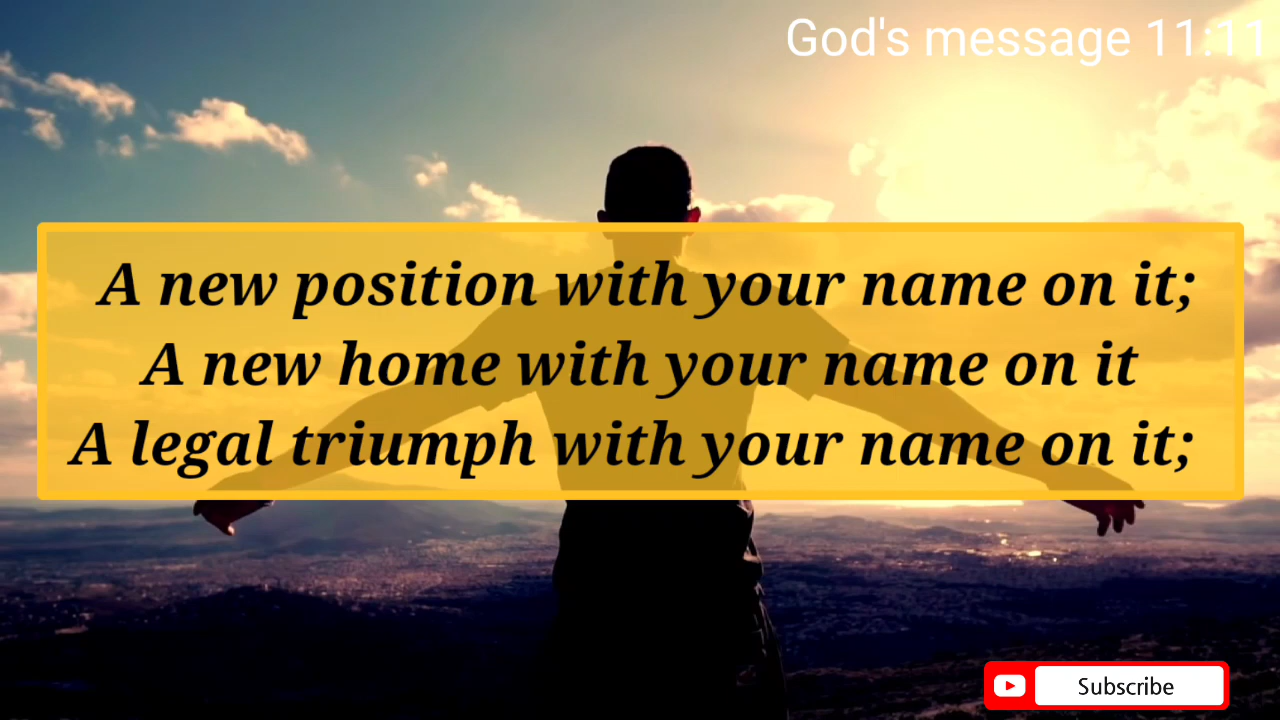 God's message 11:11
A new position with your name on it;
A new home with your name on it
A legal triumph with your name on it;
Subscribe